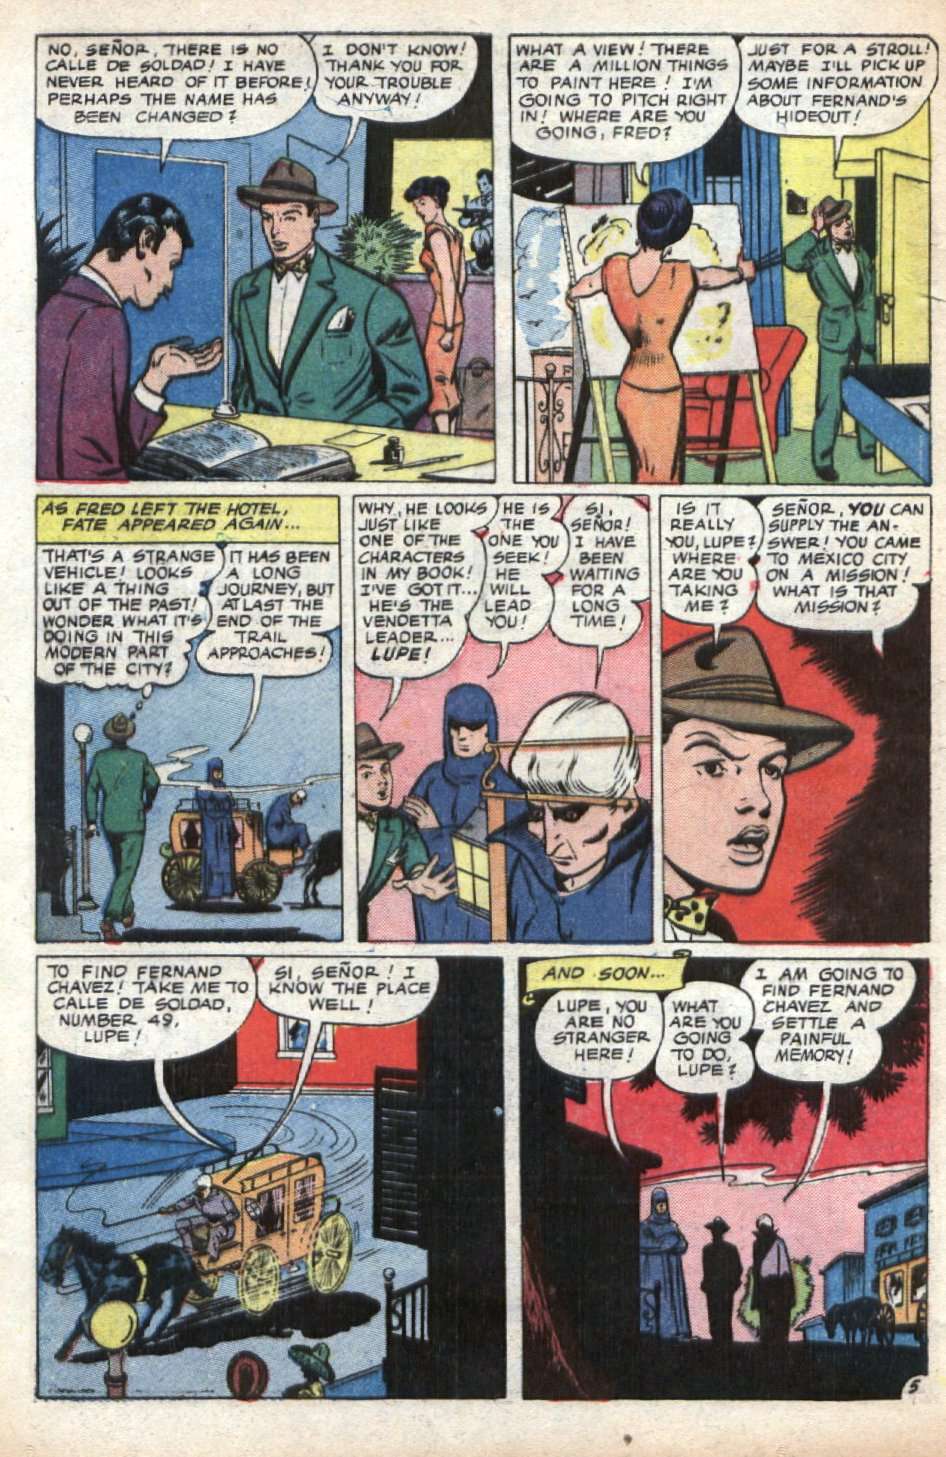 NO, SEÑOR, THERE IS NO
CALLE DE SOLDAD! I HAVE
NEVER HEARD OF IT BEFORE!
PERHAPS THE NAME HAS
BEEN CHANGED?
I DON'T KNOW!
THANK YOU FOR
YOUR TROUBLE
ANYWAY!
WHAT A VIEW! THERE
ARE A MILLION THINGS
TO PAINT HERE! I'M
GOING TO PITCH RIGHT
IN! WHERE ARE YOU
GOING, FRED?
JUST FOR A STROLL!
MAYBE I'LL PICK UP
SOME INFORMATION
ABOUT FERNAND'S
HIDEOUT!
AS FRED LEFT THE HOTEL,
FATE APPEARED AGAIN...
THAT'S A STRANGE
VEHICLE! LOOKS
LIKE A THING
OUT OF THE PAST!
WONDER WHAT IT'S
DOING IN THIS
MODERN PART
OF THE CITY?
IT HAS BEEN
A LONG
JOURNEY, BUT
AT LAST THE
END OF THE
TRAIL
APPROACHES!
WHY, HE LOOKS
JUST LIKE
ONE OF THE
CHARACTERS
IN MY BOOK!
I'VE GOT IT...
HE'S THE
VENDETTA
LEADER...
LUPE!
HE IS
THE
ONE YOU
SEEK!
HE
WILL
LEAD
YOU!
SI,
SEÑOR!
I HAVE
BEEN
WAITING
FOR A
LONG
TIME!
IS IT
REALLY
YOU, LUPE?
WHERE
ARE YOU
TAKING
ME?
SEÑOR, YOU CAN
SUPPLY THE AN-
SWER! YOU CAME
TO MEXICO CITY
ON A MISSION!
WHAT IS THAT
MISSION?
TO FIND FERNAND
CHAVEZ! TAKE ME TO
CALLE DE SOLDAD,
NUMBER 49,
LUPE!
SI, SEÑOR! I
KNOW THE PLACE
WELL!
AND SOON...
LUPE, YOU
ARE NO
STRANGER
HERE!
WHAT
ARE YOU
GOING
TO DO,
LUPE?
I AM GOING TO
FIND FERNAND
CHAVEZ AND
SETTLE A
PAINFUL
MEMORY!
5